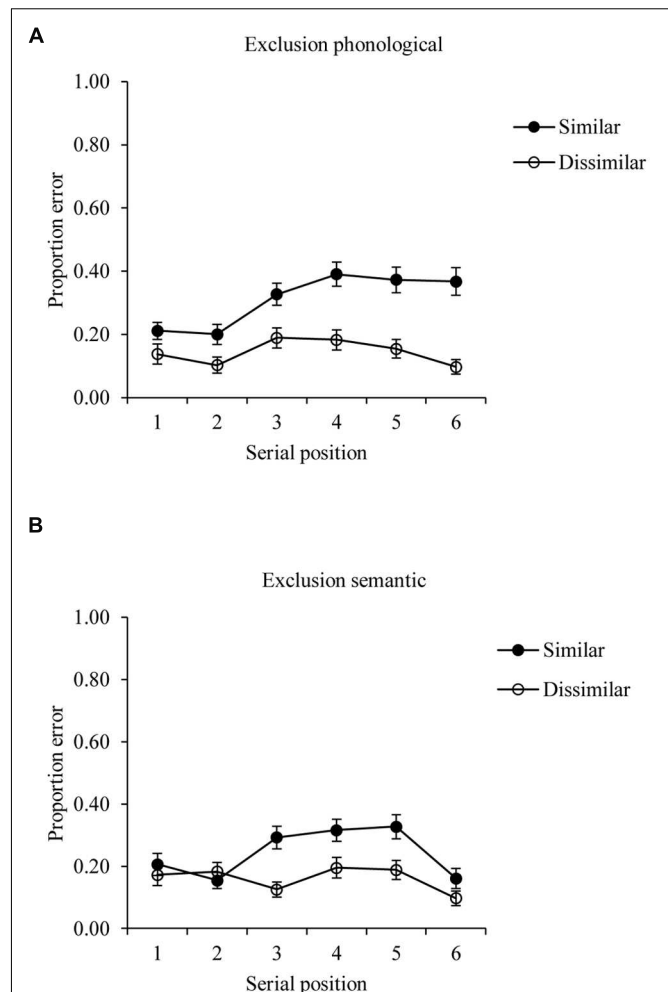 A
Exclusion phonological
1.00
0.80
0.60
0.40
0.20
0.00
Proportion error
1 2 3 4 5 6
Serial position
Similar
Dissimilar
B
Exclusion semantic
1.00
0.80
0.60
0.40
0.20
0.00
Proportion error
1 2 3 4 5 6
Serial position
Similar
Dissimilar